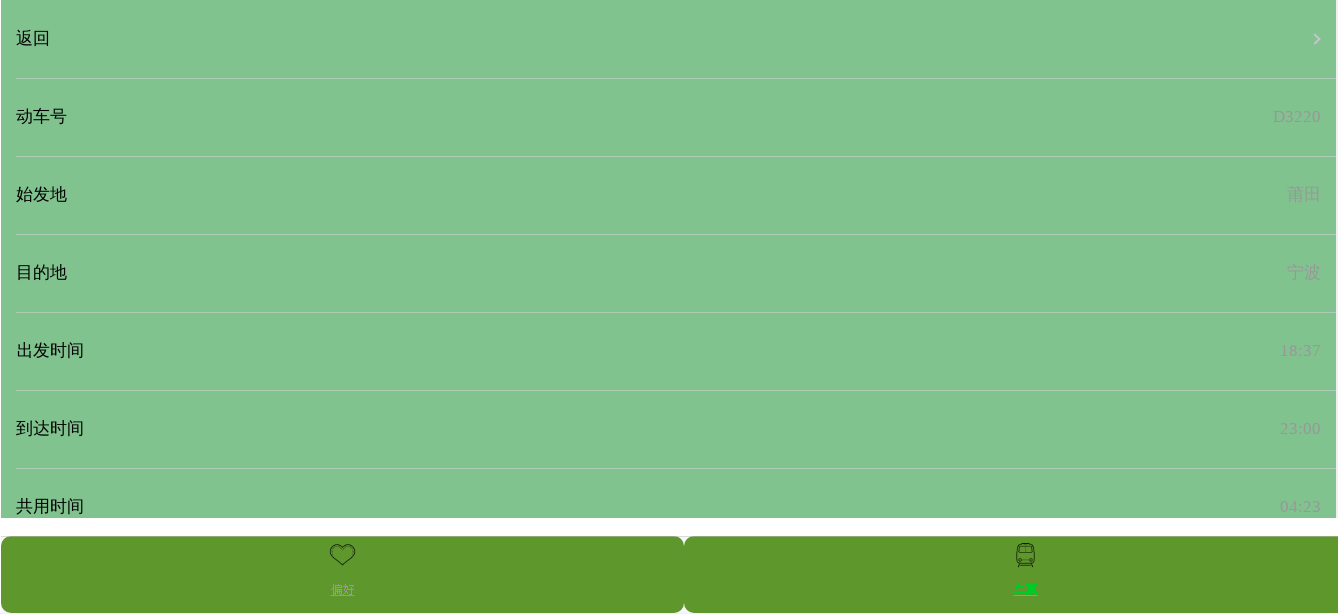 返回
动车号 D3220
始发地 莆田
目的地 宁波
出发时间 18:37
到达时间 23:00
共用时间 04:23
偏好